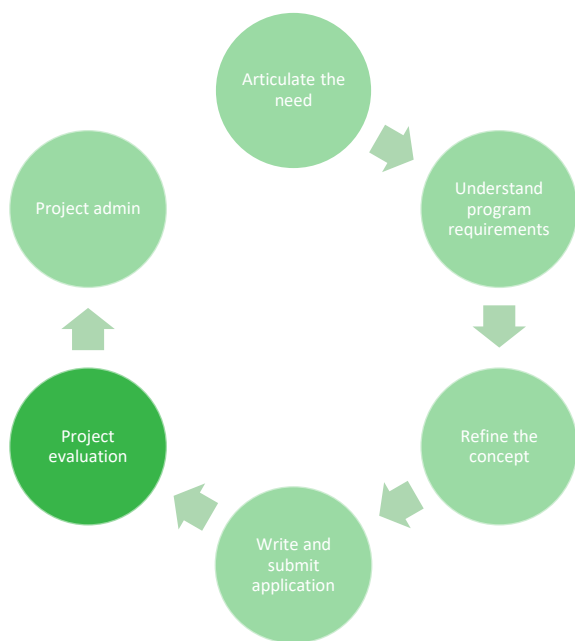 Articulate the
need
Understand
program
requirements
Refine the
concept
Write and
submit
application
Project
evaluation
Project admin